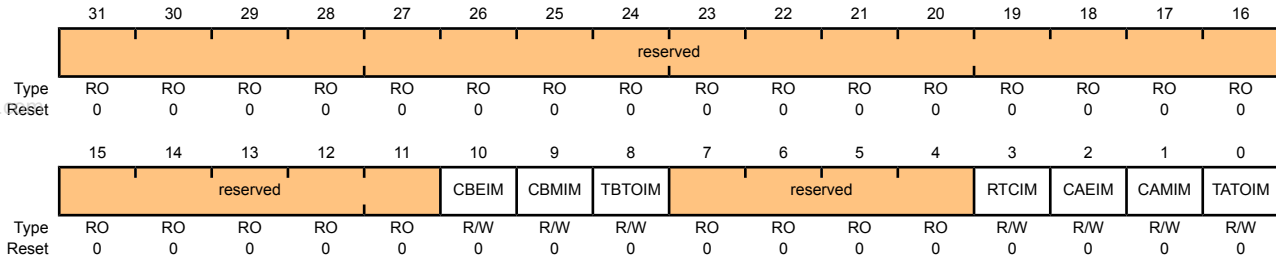 31 30 29 28 27 26 25 24 23 22 21 20 19 18 17 16
reserved
Type RO RO RO RO RO RO RO RO RO RO RO RO RO RO RO RO
Reset 0 0 0 0 0 0 0 0 0 0 0 0 0 0 0 0
15 14 13 12 11 10 9 8 7 6 5 4 3 2 1 0
reserved CBEIM CBMIM TBTOIM reserved RTCIM CAEIM CAMIM TATOIM
Type RO RO RO RO RO R/W R/W R/W RO RO RO RO R/W R/W R/W R/W
Reset 0 0 0 0 0 0 0 0 0 0 0 0 0 0 0 0